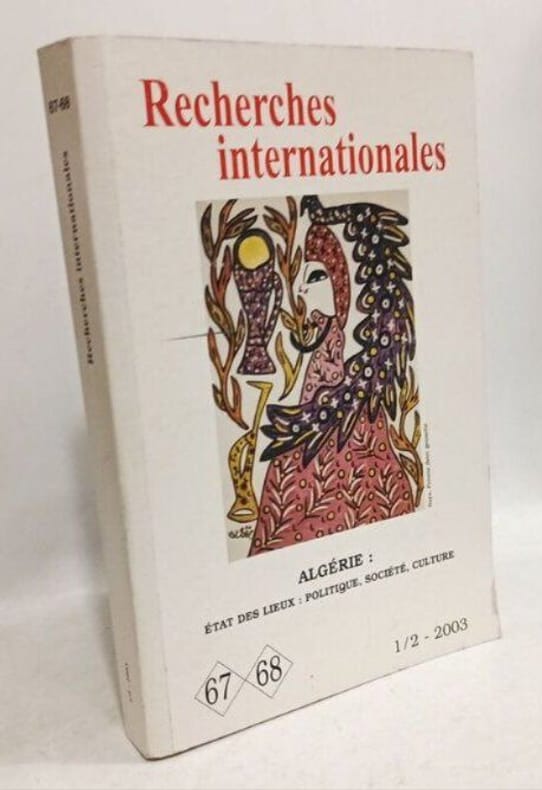 Recherches
internationales
ALGÉRIE :
ÉTAT DES LIEUX : POLITIQUE, SOCIÉTÉ, CULTURE
67 68
1/2 - 2003
67-68
Recherches internationales